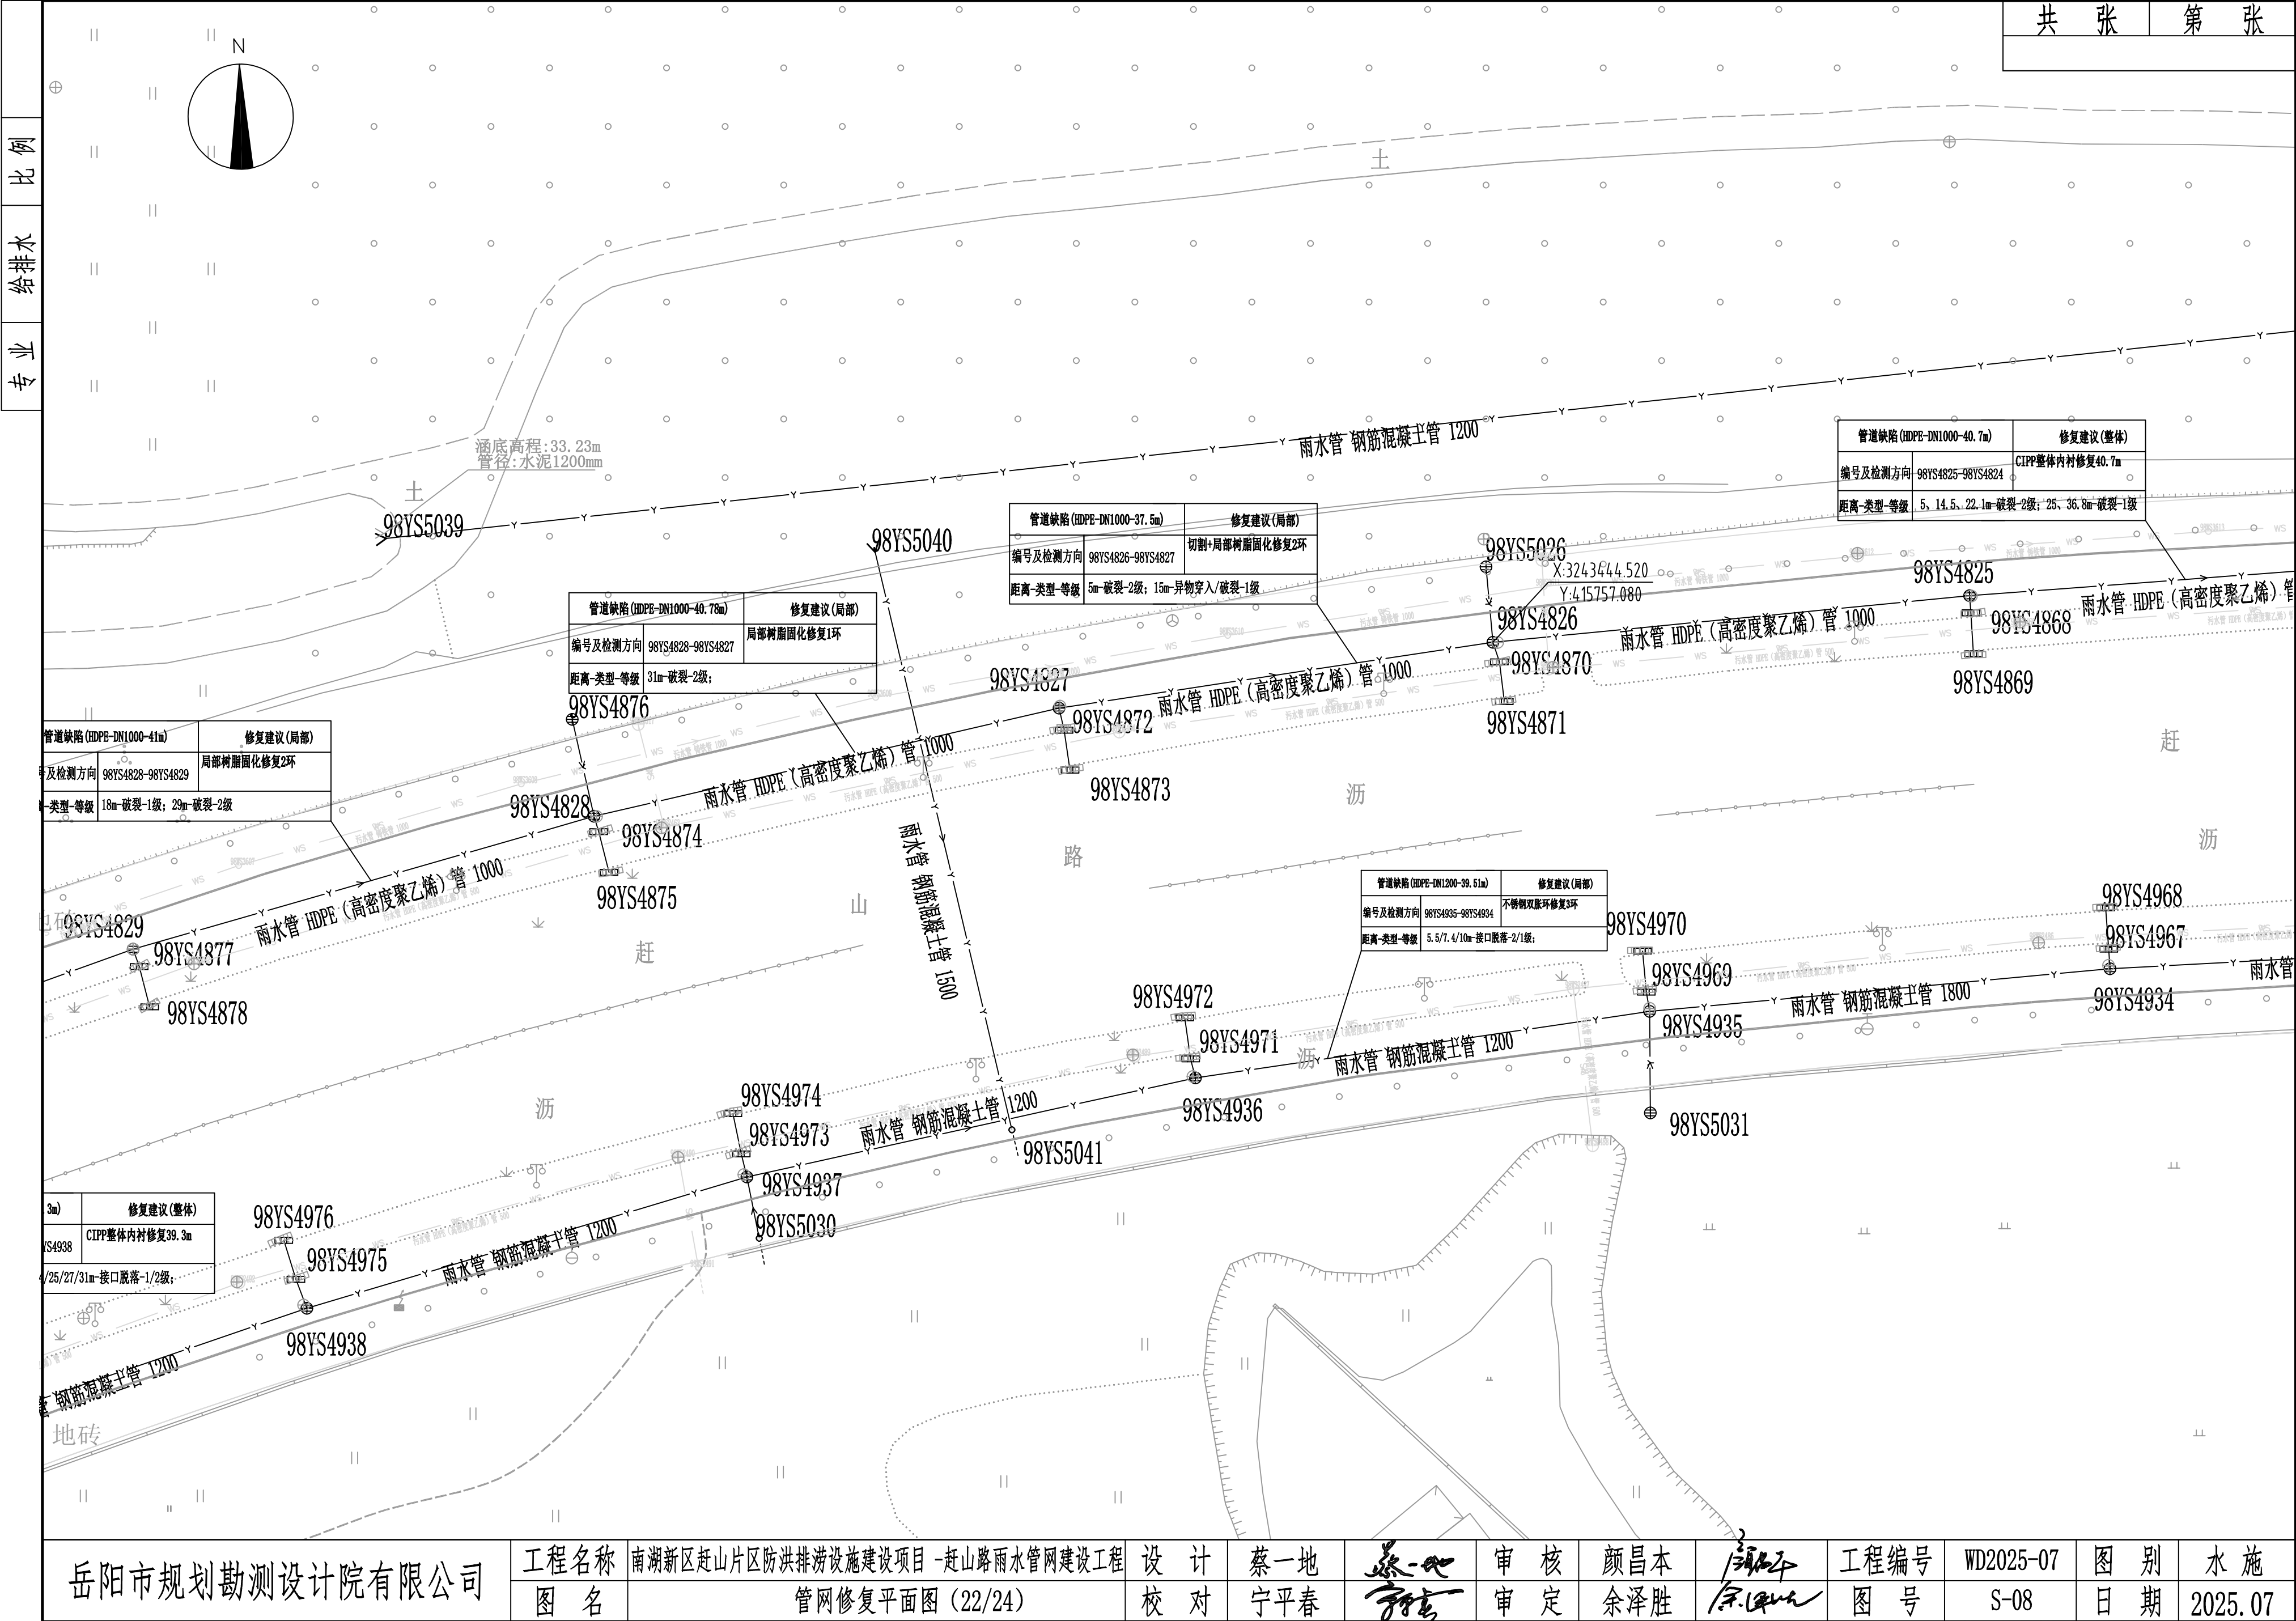 共 张 第 张
比例
给排水
专业
N
土
涵底高程:33.23m
管径:水泥1200mm
土
98YS5039
雨水管 钢筋混凝土管 1200
98YS5040
管道缺陷(HDPE-DN1000-40.7m) 修复建议(整体)
编号及检测方向 98YS4825-98YS4824 CIPP整体内衬修复40.7m
距离-类型-等级 5、14.5、22.1m-破裂-2级; 25、36.8m-破裂-1级
管道缺陷(HDPE-DN1000-37.5m) 修复建议(局部)
编号及检测方向 98YS4826-98YS4827 切割+局部树脂固化修复2环
距离-类型-等级 5m-破裂-2级; 15m-异物穿入/破裂-1级
98YS5026
X:3243444.520
Y:415757.080
98YS4825
98YS4826
98YS4868
雨水管 HDPE(高密度聚乙烯)管
雨水管 HDPE(高密度聚乙烯)管 1000
98YS4870
98YS4869
98YS4871
管道缺陷(HDPE-DN1000-40.78m) 修复建议(局部)
编号及检测方向 98YS4828-98YS4827 局部树脂固化修复1环
距离-类型-等级 31m-破裂-2级;
98YS4876
98YS4827
雨水管 HDPE(高密度聚乙烯)管 1000
98YS4872
98YS4873
赶
管道缺陷(HDPE-DN1000-41m) 修复建议(局部)
号及检测方向 98YS4828-98YS4829 局部树脂固化修复2环
-类型-等级 18m-破裂-1级; 29m-破裂-2级
雨水管 HDPE(高密度聚乙烯)管 1000
98YS4828
98YS4874
98YS4875
沥
沥
路
雨水管 钢筋混凝土管 1500
山
管道缺陷(HDPE-DN1200-39.51m) 修复建议(局部)
编号及检测方向 98YS4935-98YS4934 不锈钢双胀环修复3环
距离-类型-等级 5.5/7.4/10m-接口脱落-2/1级;
98YS4829
雨水管 HDPE(高密度聚乙烯)管 1000
98YS4877
98YS4878
赶
98YS4970
98YS4968
98YS4967
98YS4969
98YS4972
雨水管
98YS4934
雨水管 钢筋混凝土管 1800
98YS4935
98YS4971
沥
雨水管 钢筋混凝土管 1200
98YS4936
98YS5031
98YS4974
沥
雨水管 钢筋混凝土管 1200
98YS4973
98YS5041
98YS4937
98YS5030
.3m) 修复建议(整体)
YS4938 CIPP整体内衬修复39.3m
4/25/27/31m-接口脱落-1/2级;
98YS4976
98YS4975
雨水管 钢筋混凝土管 1200
98YS4938
管 钢筋混凝土管 1200
地砖
岳阳市规划勘测设计院有限公司
工程名称 南湖新区赶山片区防洪排涝设施建设项目 -赶山路雨水管网建设工程 设计 蔡一地 审核 颜昌本 工程编号 WD2025-07 图别 水施
图名 管网修复平面图(22/24) 校对 宁平春 审定 余泽胜 图号 S-08 日期 2025.07